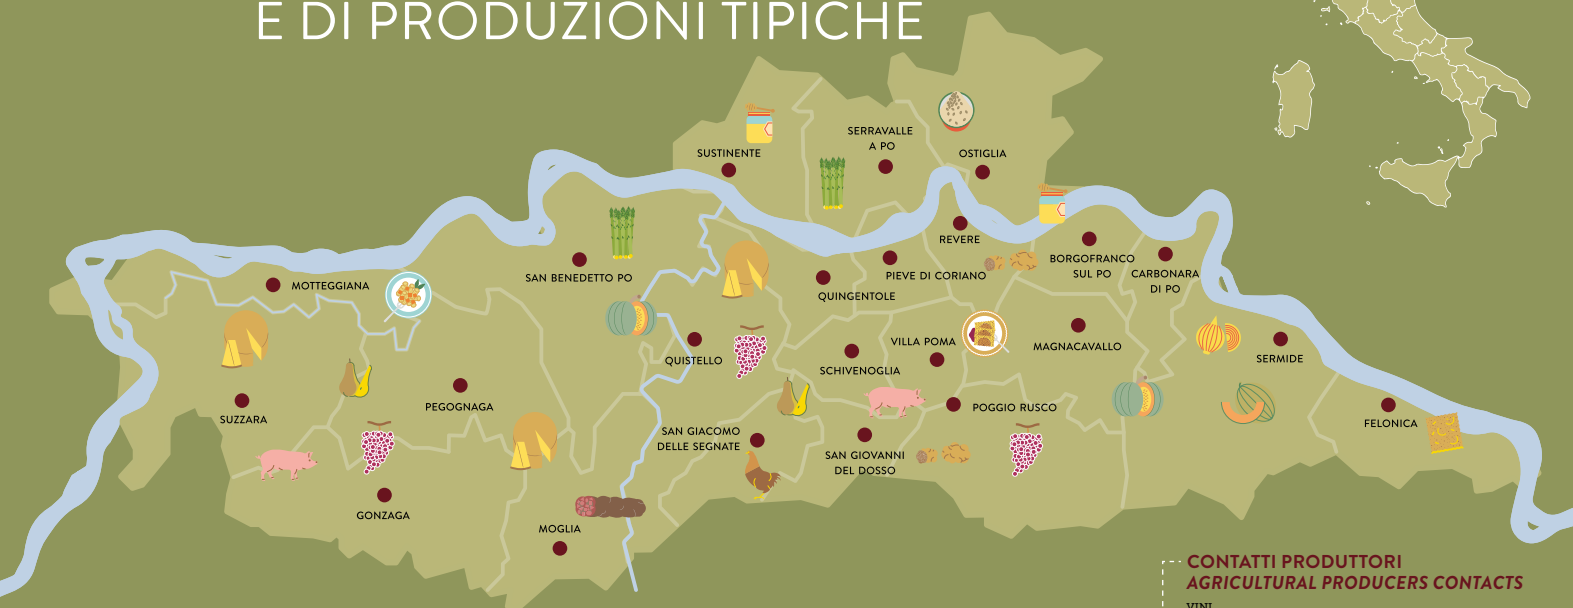 E DI PRODUZIONI TIPICHE
SERRAVALLE
A PO
SUSTINENTE
OSTIGLIA
REVERE
BORGOFRANCO
SUL PO
CARBONARA
DI PO
SAN BENEDETTO PO
PIEVE DI CORIANO
MOTTEGGIANA
QUINGENTOLE
VILLA POMA
MAGNACAVALLO
QUISTELLO
SERMIDE
SCHIVENOGLIA
PEGOGNAGA
POGGIO RUSCO
SUZZARA
FELONICA
SAN GIACOMO
DELLE SEGNATE
SAN GIOVANNI
DEL DOSSO
GONZAGA
MOGLIA
CONTATTI PRODUTTORI
AGRICULTURAL PRODUCERS CONTACTS
VINI